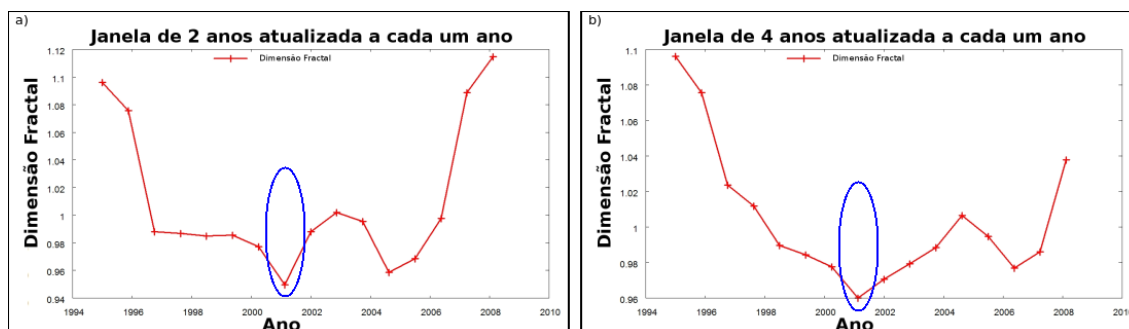 a)
Janela de 2 anos atualizada a cada um ano
Dimensão Fractal
1.12
1.1
1.08
1.06
1.04
1.02
1
0.98
0.96
0.94
Dimensão Fractal
1994 1996 1998 2000 2002 2004 2006 2008 2010
Ano
b)
Janela de 4 anos atualizada a cada um ano
Dimensão Fractal
1.1
1.08
1.06
1.04
1.02
1
0.98
0.96
Dimensão Fractal
1994 1996 1998 2000 2002 2004 2006 2008 2010
Ano